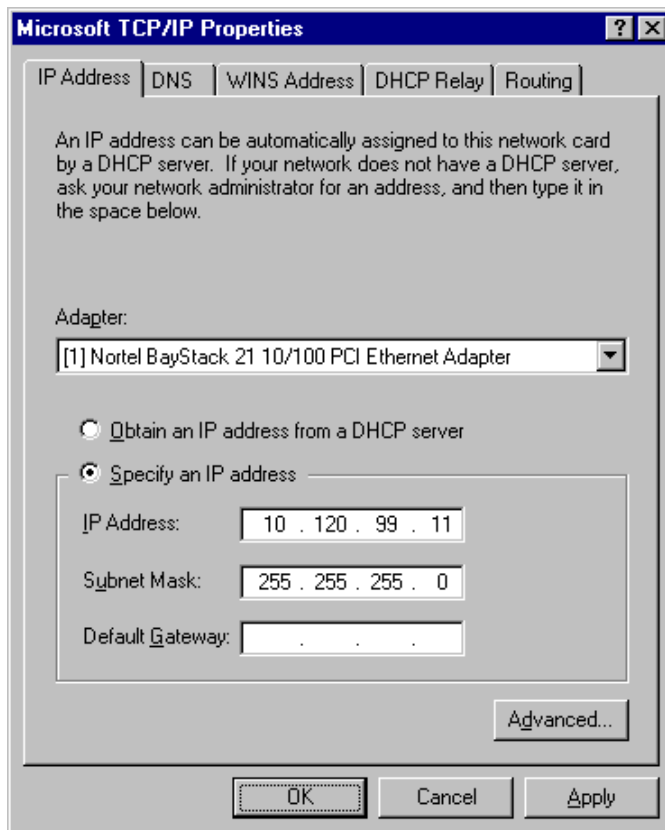 Microsoft TCP/IP Properties
IP Address DNS WINS Address DHCP Relay Routing
An IP address can be automatically assigned to this network card
by a DHCP server. If your network does not have a DHCP server,
ask your network administrator for an address, and then type it in
the space below.
Adapter:
[1] Nortel BayStack 21 10/100 PCI Ethernet Adapter
Obtain an IP address from a DHCP server
Specify an IP address
IP Address: 10 . 120 . 99 . 11
Subnet Mask: 255 . 255 . 255 . 0
Default Gateway: . . .
Advanced...
OK Cancel Apply